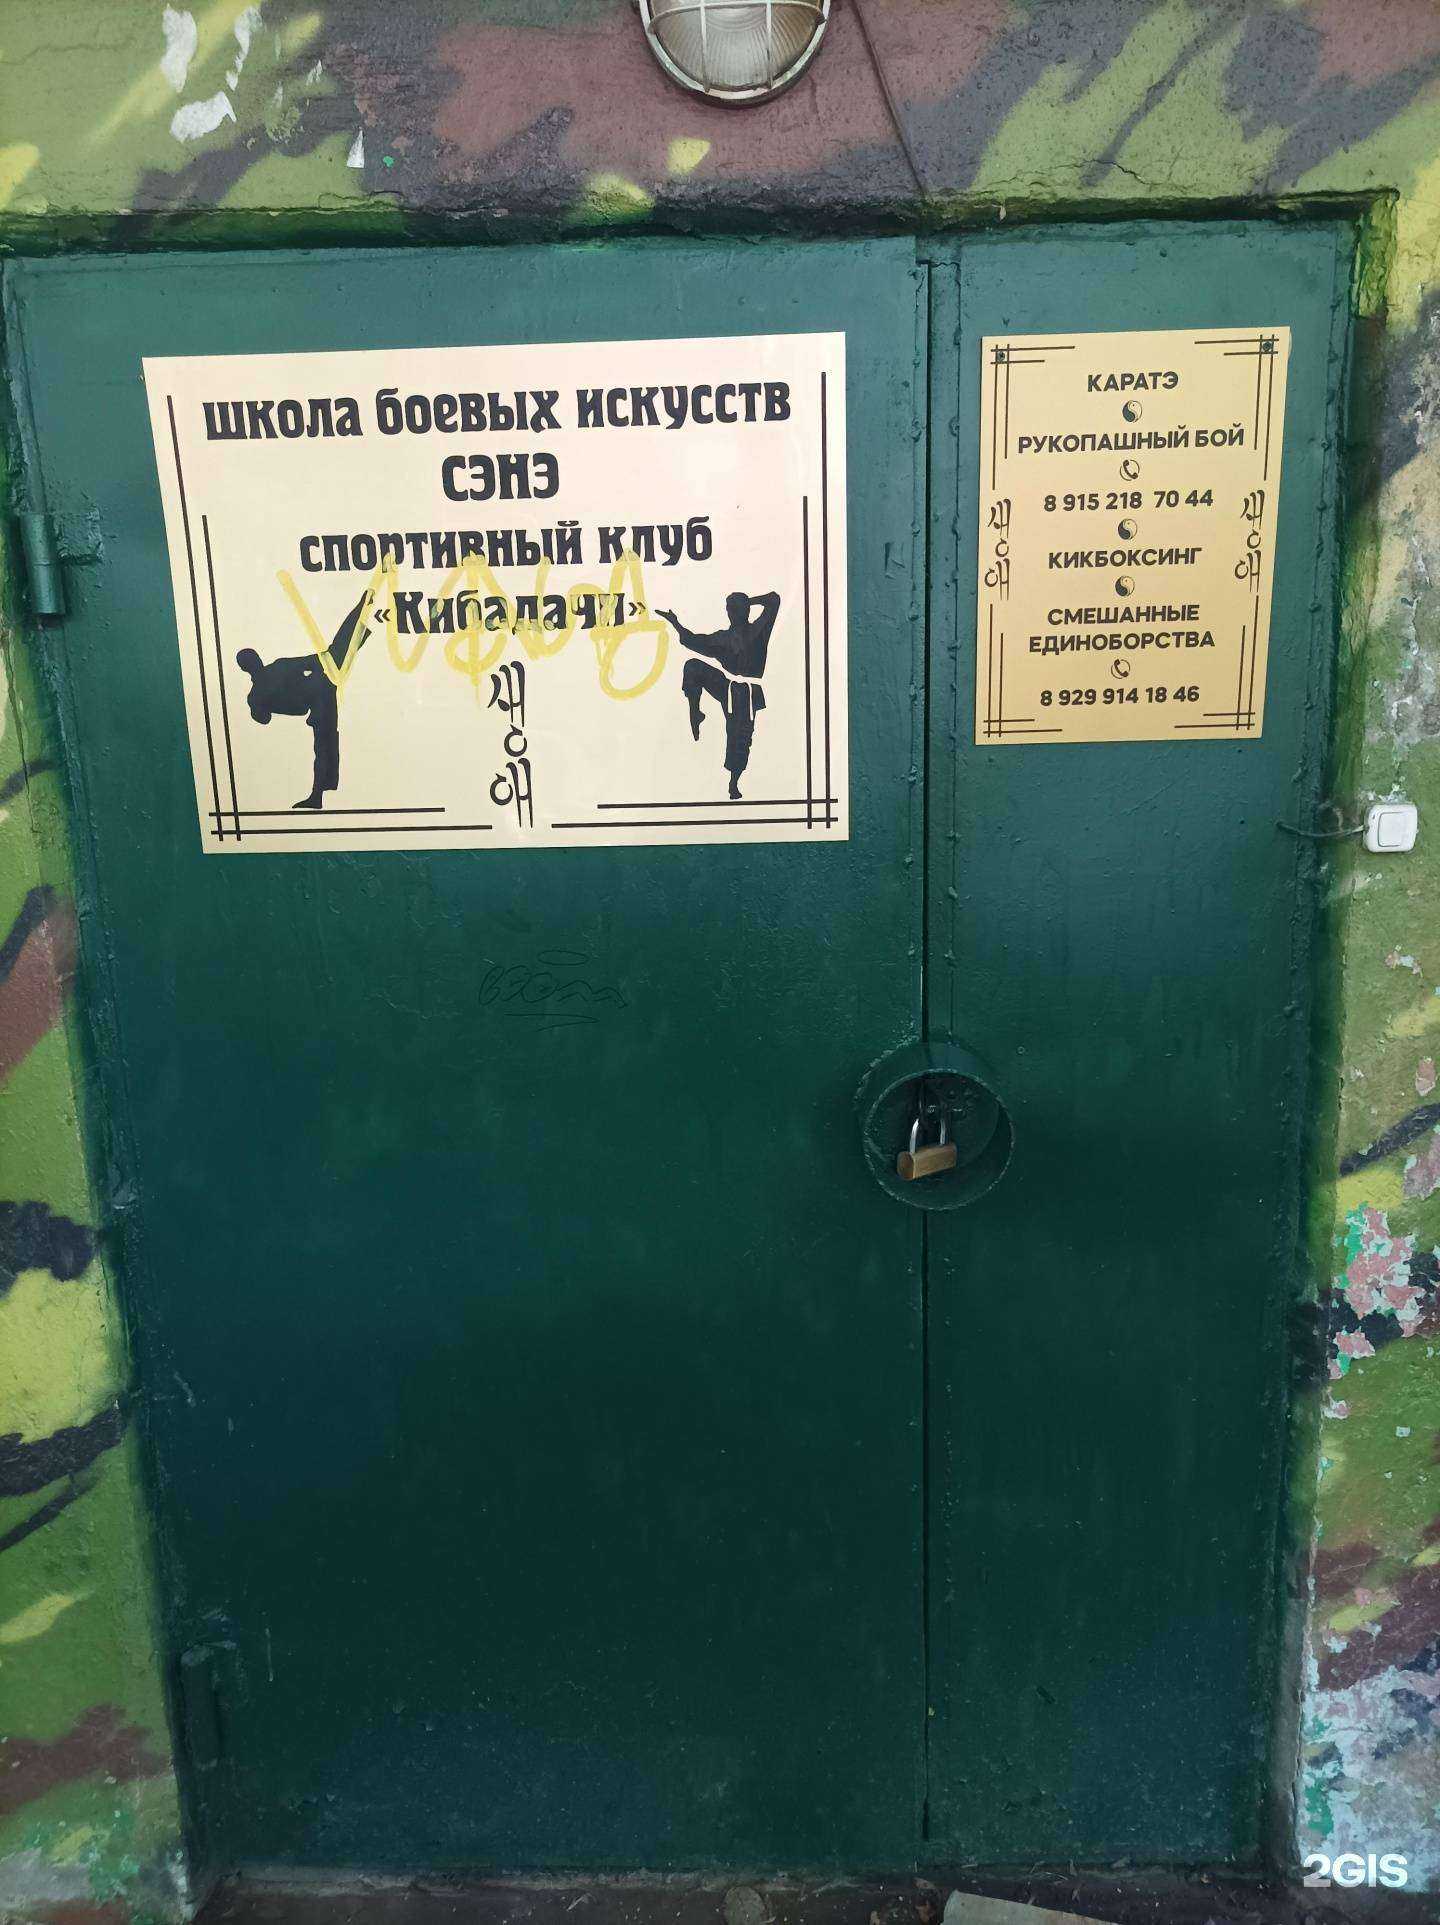 школа боевых искусств
сэнэ
спортивный клуб
«Кибадачи»
КАРАТЭ
РУКОПАШНЫЙ БОЙ
8 915 218 70 44
КИКБОКСИНГ
СМЕШАННЫЕ
ЕДИНОБОРСТВА
8 929 914 18 46
2GIS